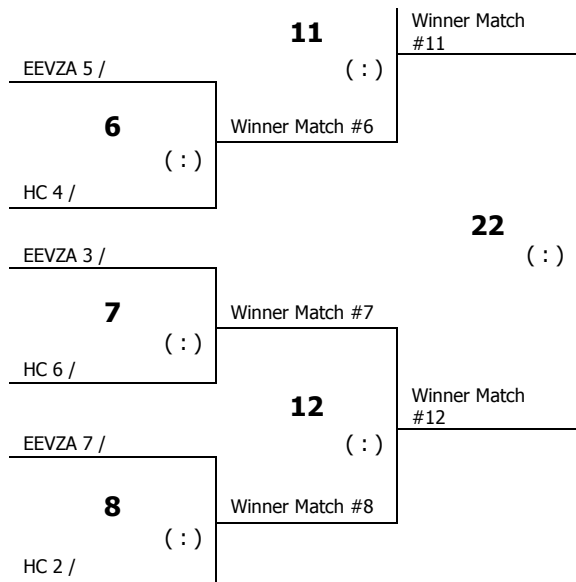 Winner Match
#11
11
( : )
EEVZA 5 /
6
Winner Match #6
( : )
HC 4 /
22
( : )
EEVZA 3 /
7
Winner Match #7
( : )
HC 6 /
Winner Match
#12
12
( : )
EEVZA 7 /
8
Winner Match #8
( : )
HC 2 /